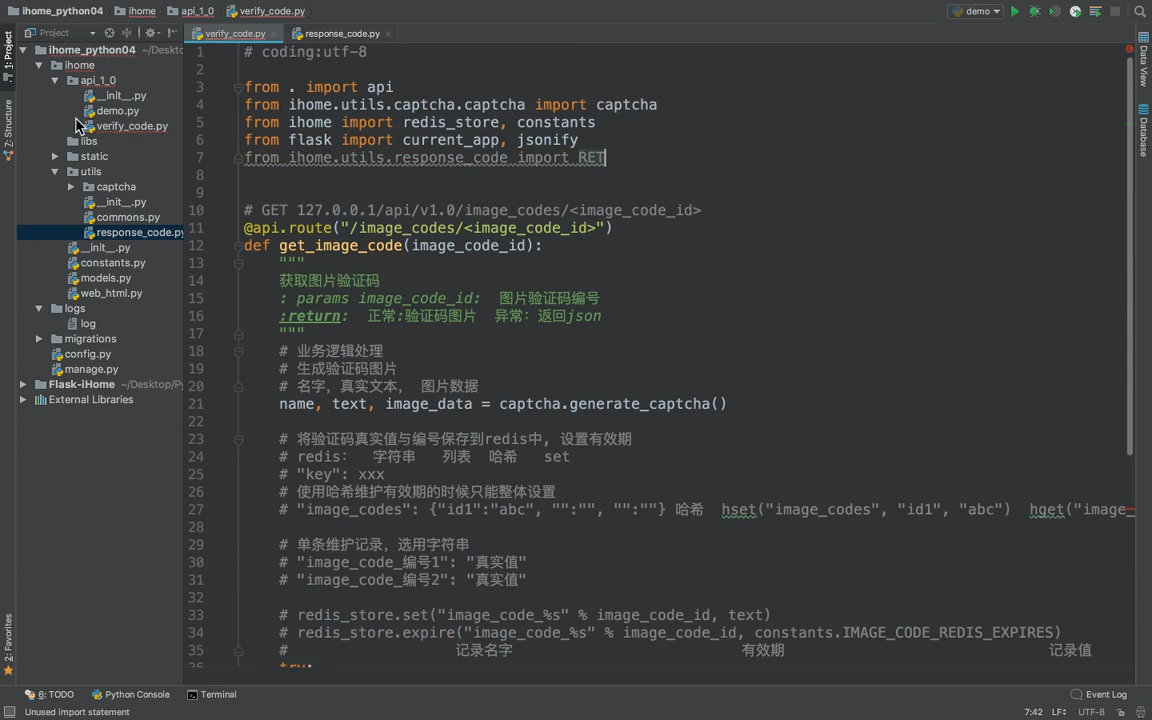 ihome_python04 ihome api_1_0 verify_code.py demo
Project verify_code.py response_code.py
1: Project
Z: Structure
2: Favorites
ihome_python04 ~/Deskto
ihome
api_1_0
__init__.py
demo.py
verify_code.py
libs
static
utils
captcha
__init__.py
commons.py
response_code.py
__init__.py
constants.py
models.py
web_html.py
logs
log
migrations
config.py
manage.py
Flask-iHome ~/Desktop/Py
External Libraries
1 # coding:utf-8
2
3 from . import api
4 from ihome.utils.captcha.captcha import captcha
5 from ihome import redis_store, constants
6 from flask import current_app, jsonify
7 from ihome.utils.response_code import RET
8
9
10 # GET 127.0.0.1/api/v1.0/image_codes/<image_code_id>
11 @api.route("/image_codes/<image_code_id>")
12 def get_image_code(image_code_id):
13 """
14 获取图片验证码
15 : params image_code_id: 图片验证码编号
16 :return: 正常:验证码图片 异常: 返回json
17 """
18 # 业务逻辑处理
19 # 生成验证码图片
20 # 名字, 真实文本, 图片数据
21 name, text, image_data = captcha.generate_captcha()
22
23 # 将验证码真实值与编号保存到redis中, 设置有效期
24 # redis: 字符串 列表 哈希 set
25 # "key": xxx
26 # 使用哈希维护有效期的时候只能整体设置
27 # "image_codes": {"id1":"abc", "":"", "":""} 哈希 hset("image_codes", "id1", "abc") hget("image_
28
29 # 单条维护记录, 选用字符串
30 # "image_code_编号1": "真实值"
31 # "image_code_编号2": "真实值"
32
33 # redis_store.set("image_code_%s" % image_code_id, text)
34 # redis_store.expire("image_code_%s" % image_code_id, constants.IMAGE_CODE_REDIS_EXPIRES)
35 # 记录名字 有效期 记录值
36 try:
Data View
Database
6: TODO Python Console Terminal Event Log
Unused import statement 7:42 LF÷ UTF-8